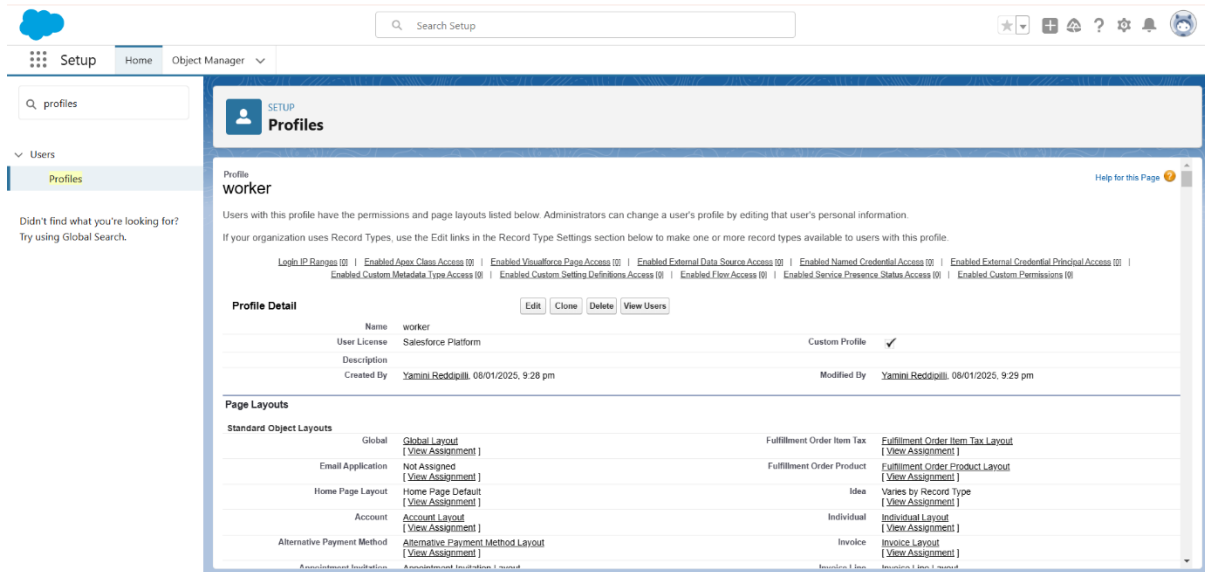 Search Setup
Setup Home Object Manager
profiles
Users
Profiles
Didn't find what you're looking for?
Try using Global Search.
SETUP
Profiles
Profile
worker
Help for this Page
Users with this profile have the permissions and page layouts listed below. Administrators can change a user's profile by editing that user's personal information.
If your organization uses Record Types, use the Edit links in the Record Type Settings section below to make one or more record types available to users with this profile.
Login IP Ranges [0] | Enabled Apex Class Access [0] | Enabled Visualforce Page Access [0] | Enabled External Data Source Access [0] | Enabled Named Credential Access [0] | Enabled External Credential Principal Access [0] |
Enabled Custom Metadata Type Access [0] | Enabled Custom Setting Definitions Access [0] | Enabled Flow Access [0] | Enabled Service Presence Status Access [0] | Enabled Custom Permissions [0]
Profile Detail Edit Clone Delete View Users
Name worker
User License Salesforce Platform Custom Profile ✓
Description
Created By Yamini Reddipilli, 08/01/2025, 9:28 pm Modified By Yamini Reddipilli, 08/01/2025, 9:29 pm
Page Layouts
Standard Object Layouts
Global Global Layout Fulfillment Order Item Tax Fulfillment Order Item Tax Layout
[ View Assignment ] [ View Assignment ]
Email Application Not Assigned Fulfillment Order Product Fulfillment Order Product Layout
[ View Assignment ] [ View Assignment ]
Home Page Layout Home Page Default Idea Varies by Record Type
[ View Assignment ] [ View Assignment ]
Account Account Layout Individual Individual Layout
[ View Assignment ] [ View Assignment ]
Alternative Payment Method Alternative Payment Method Layout Invoice Invoice Layout
[ View Assignment ] [ View Assignment ]
Appointment Invitation Appointment Invitation Layout Invoice Line Invoice Line Layout